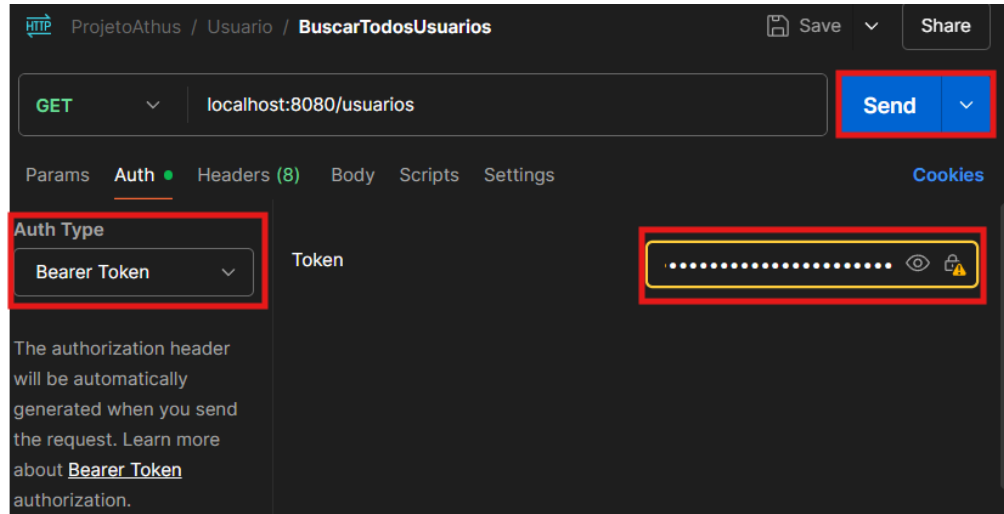 HTTP ProjetoAthus / Usuario / BuscarTodosUsuarios Save Share
GET localhost:8080/usuarios Send
Params Auth Headers (8) Body Scripts Settings Cookies
Auth Type
Bearer Token
Token
The authorization header
will be automatically
generated when you send
the request. Learn more
about Bearer Token
authorization.